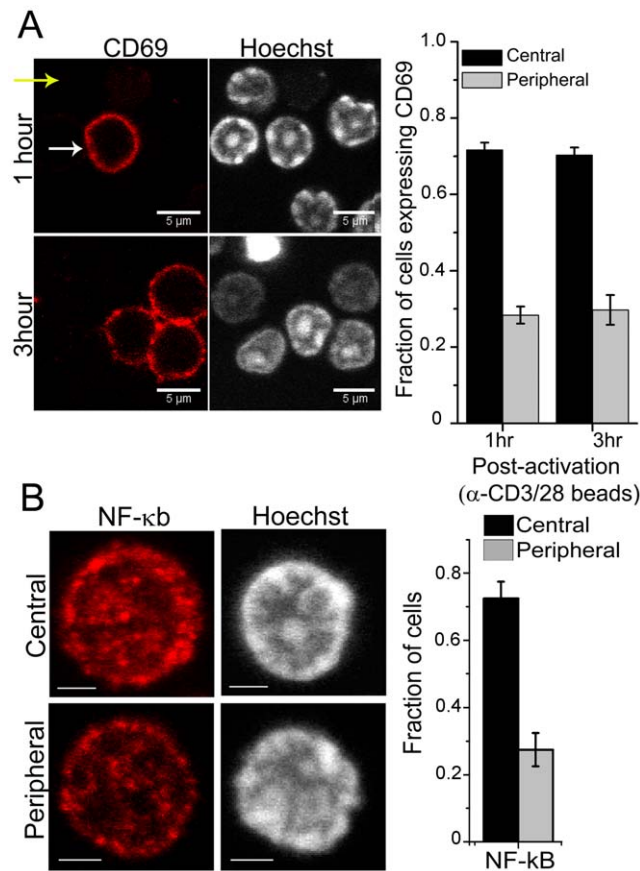 A
CD69
Hoechst
1 hour
5 µm
5 µm
3hour
5 µm
5 µm
Fraction of cells expressing CD69
1.0
0.8
0.6
0.4
0.2
0
Central
Peripheral
1hr
3hr
Post-activation
(α-CD3/28 beads)
B
NF-κb
Hoechst
Central
Peripheral
Fraction of cells
0.8
0.6
0.4
0.2
0
Central
Peripheral
NF-kB